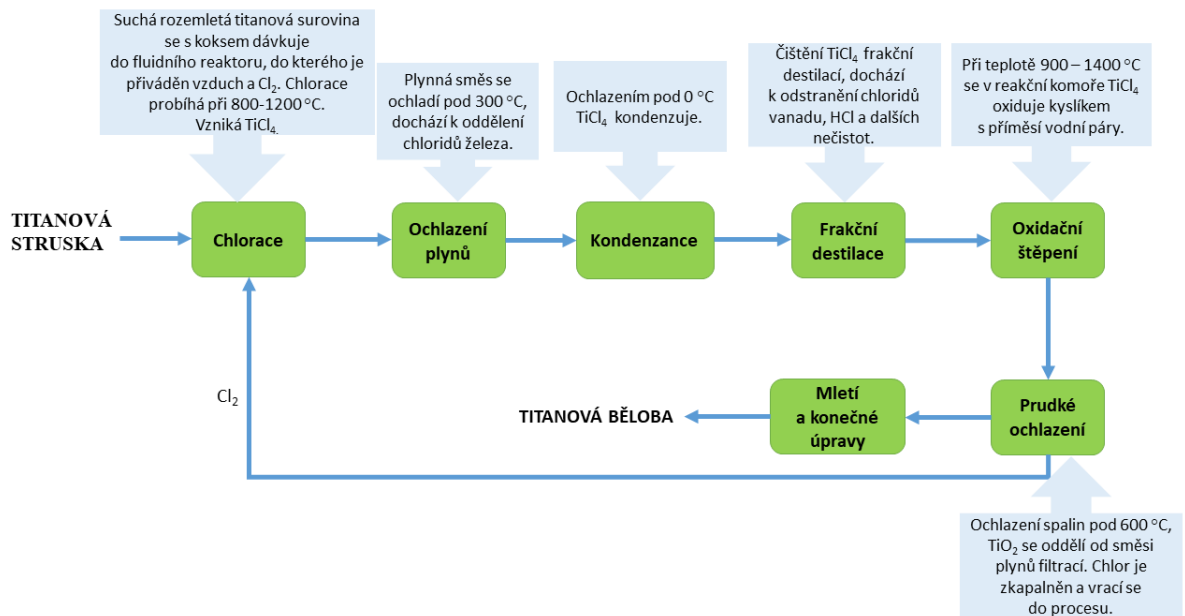 Suchá rozemletá titanová surovina
se s koksem dávkuje
do fluidního reaktoru, do kterého je
přiváděn vzduch a Cl₂. Chlorace
probíhá při 800-1200 °C.
Vzniká TiCl₄.
Plynná směs se
ochladí pod 300 °C,
dochází k oddělení
chloridů železa.
Ochlazením pod 0 °C
TiCl₄ kondenzuje.
Čištění TiCl₄ frakční
destilací, dochází
k odstranění chloridů
vanadu, HCl a dalších
nečistot.
Při teplotě 900 – 1400 °C
se v reakční komoře TiCl₄
oxiduje kyslíkem
s příměsí vodní páry.
TITANOVÁ
STRUSKA
Chlorace
Ochlazení
plynů
Kondenzance
Frakční
destilace
Oxidační
štěpení
Cl₂
TITANOVÁ BĚLOBA
Mletí
a konečné
úpravy
Prudké
ochlazení
Ochlazení spalin pod 600 °C,
TiO₂ se oddělí od směsi
plynů filtrací. Chlor je
zkapalněn a vrací se
do procesu.